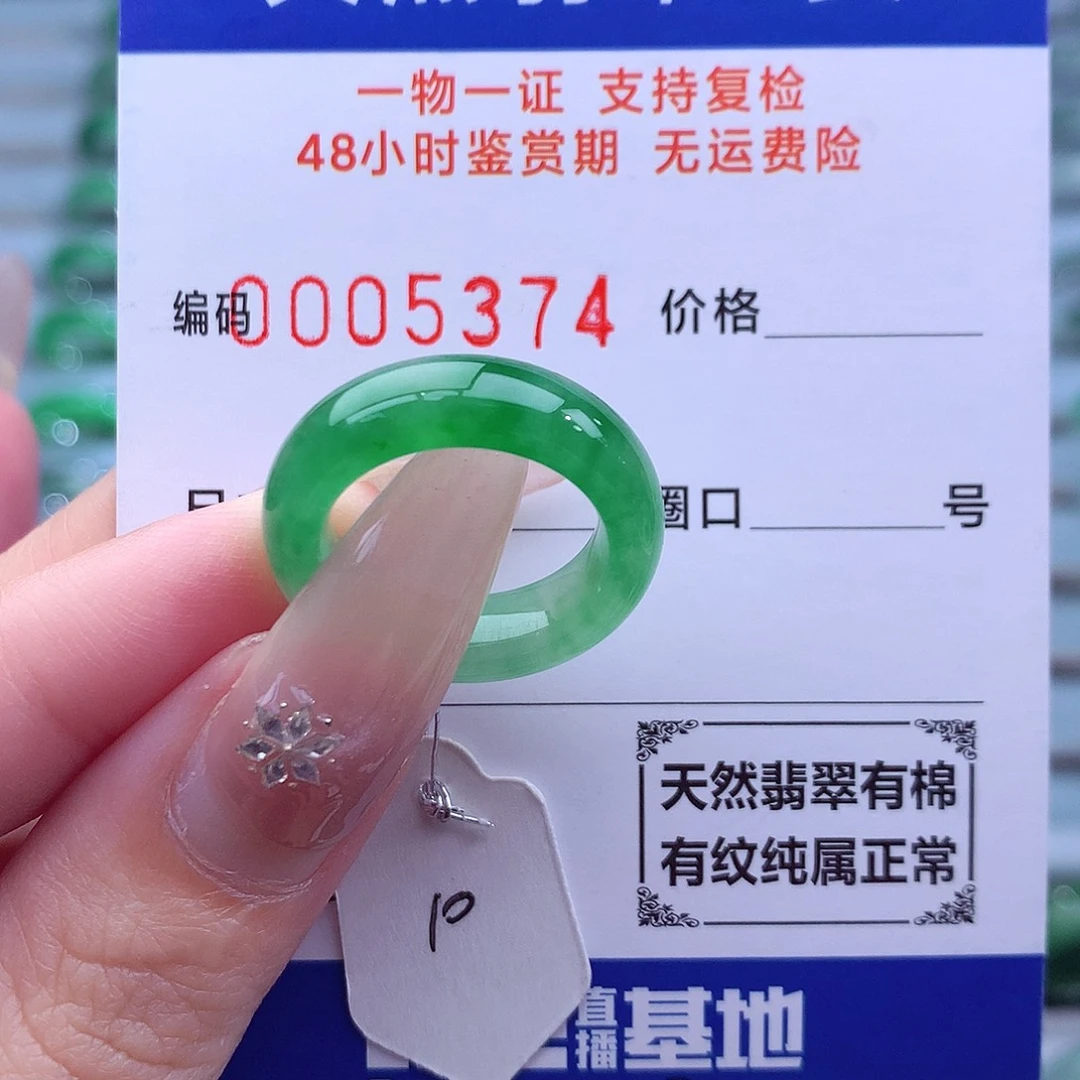 一物一证 支持复检
48小时鉴赏期 无运费险
编码0005374 价格
圈口 号
天然翡翠有棉
有纹纯属正常
10
直播基地